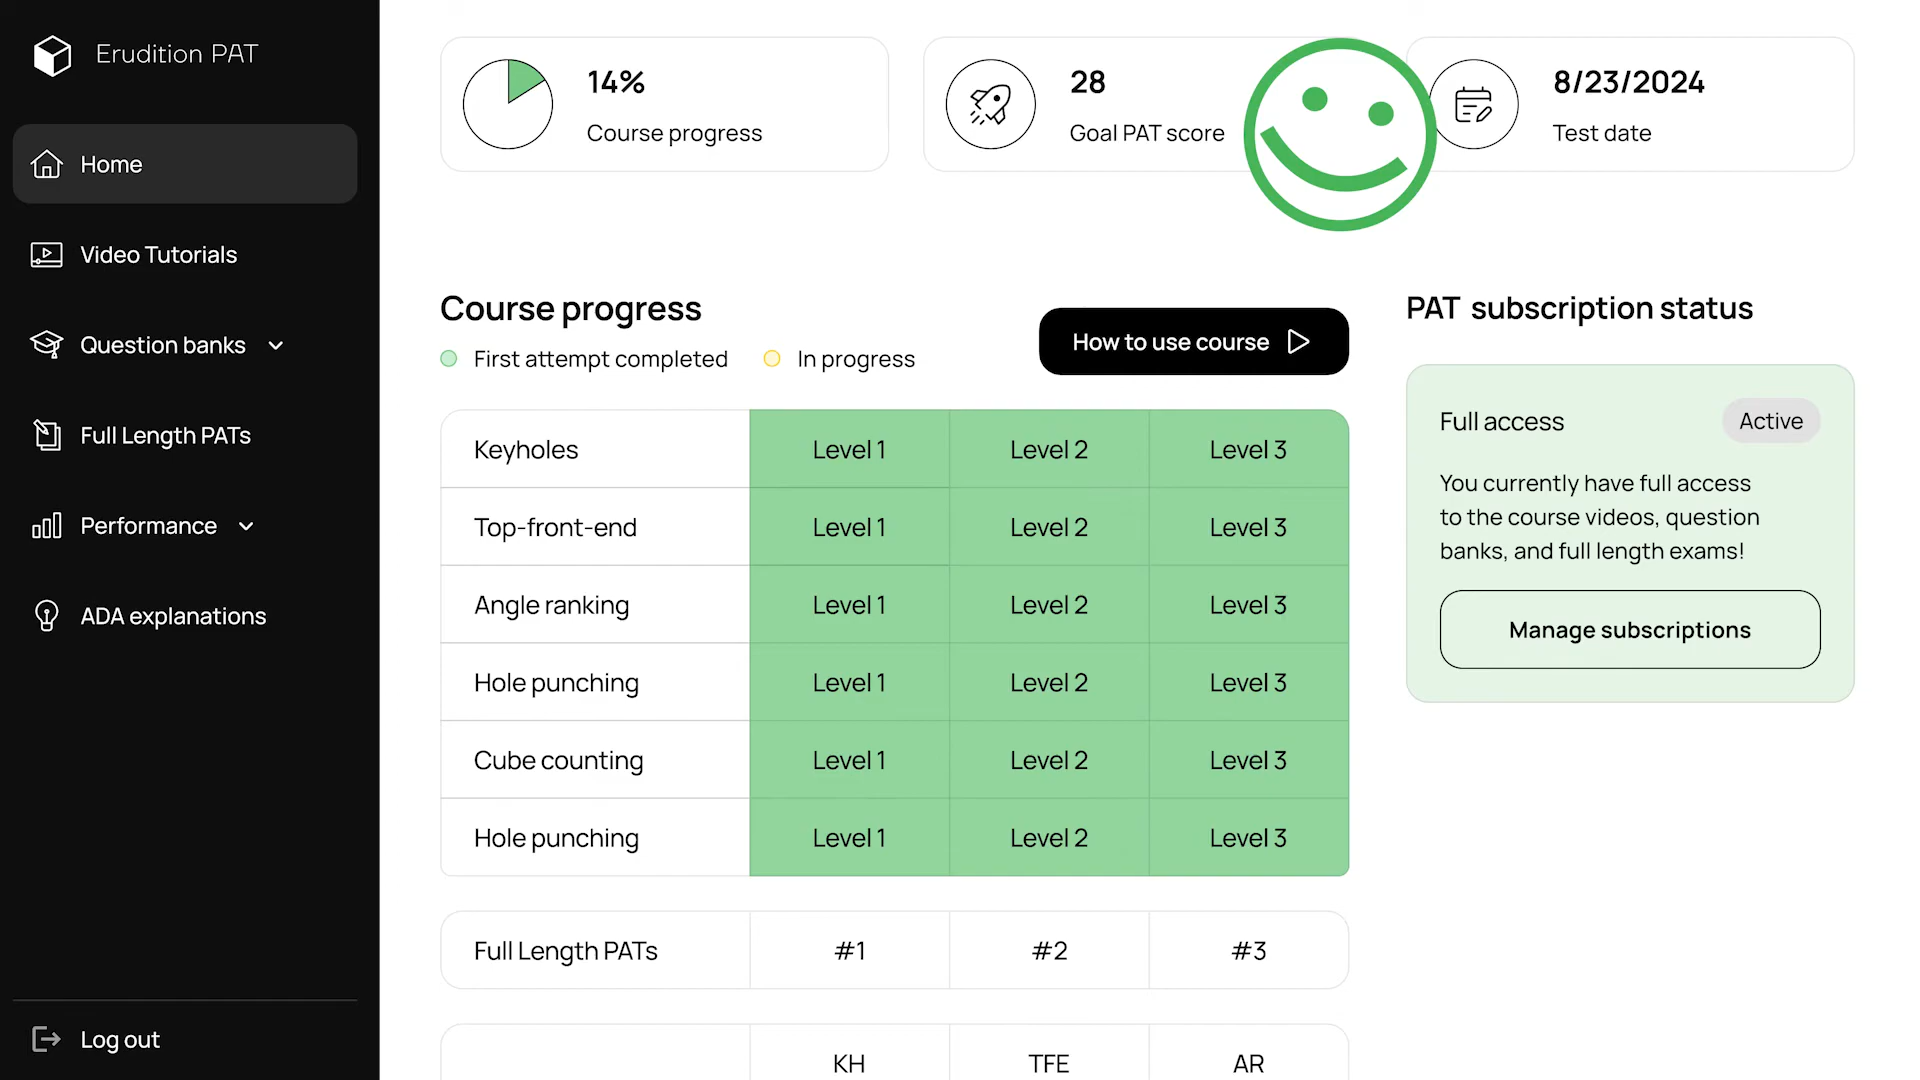 Erudition PAT
Home
Video Tutorials
Question banks
Full Length PATs
Performance
ADA explanations
Log out
14%
Course progress
28
Goal PAT score
8/23/2024
Test date
Course progress
First attempt completed
In progress
How to use course
Keyholes Level 1 Level 2 Level 3
Top-front-end Level 1 Level 2 Level 3
Angle ranking Level 1 Level 2 Level 3
Hole punching Level 1 Level 2 Level 3
Cube counting Level 1 Level 2 Level 3
Hole punching Level 1 Level 2 Level 3
Full Length PATs #1 #2 #3
KH TFE AR
PAT subscription status
Full access Active
You currently have full access
to the course videos, question
banks, and full length exams!
Manage subscriptions